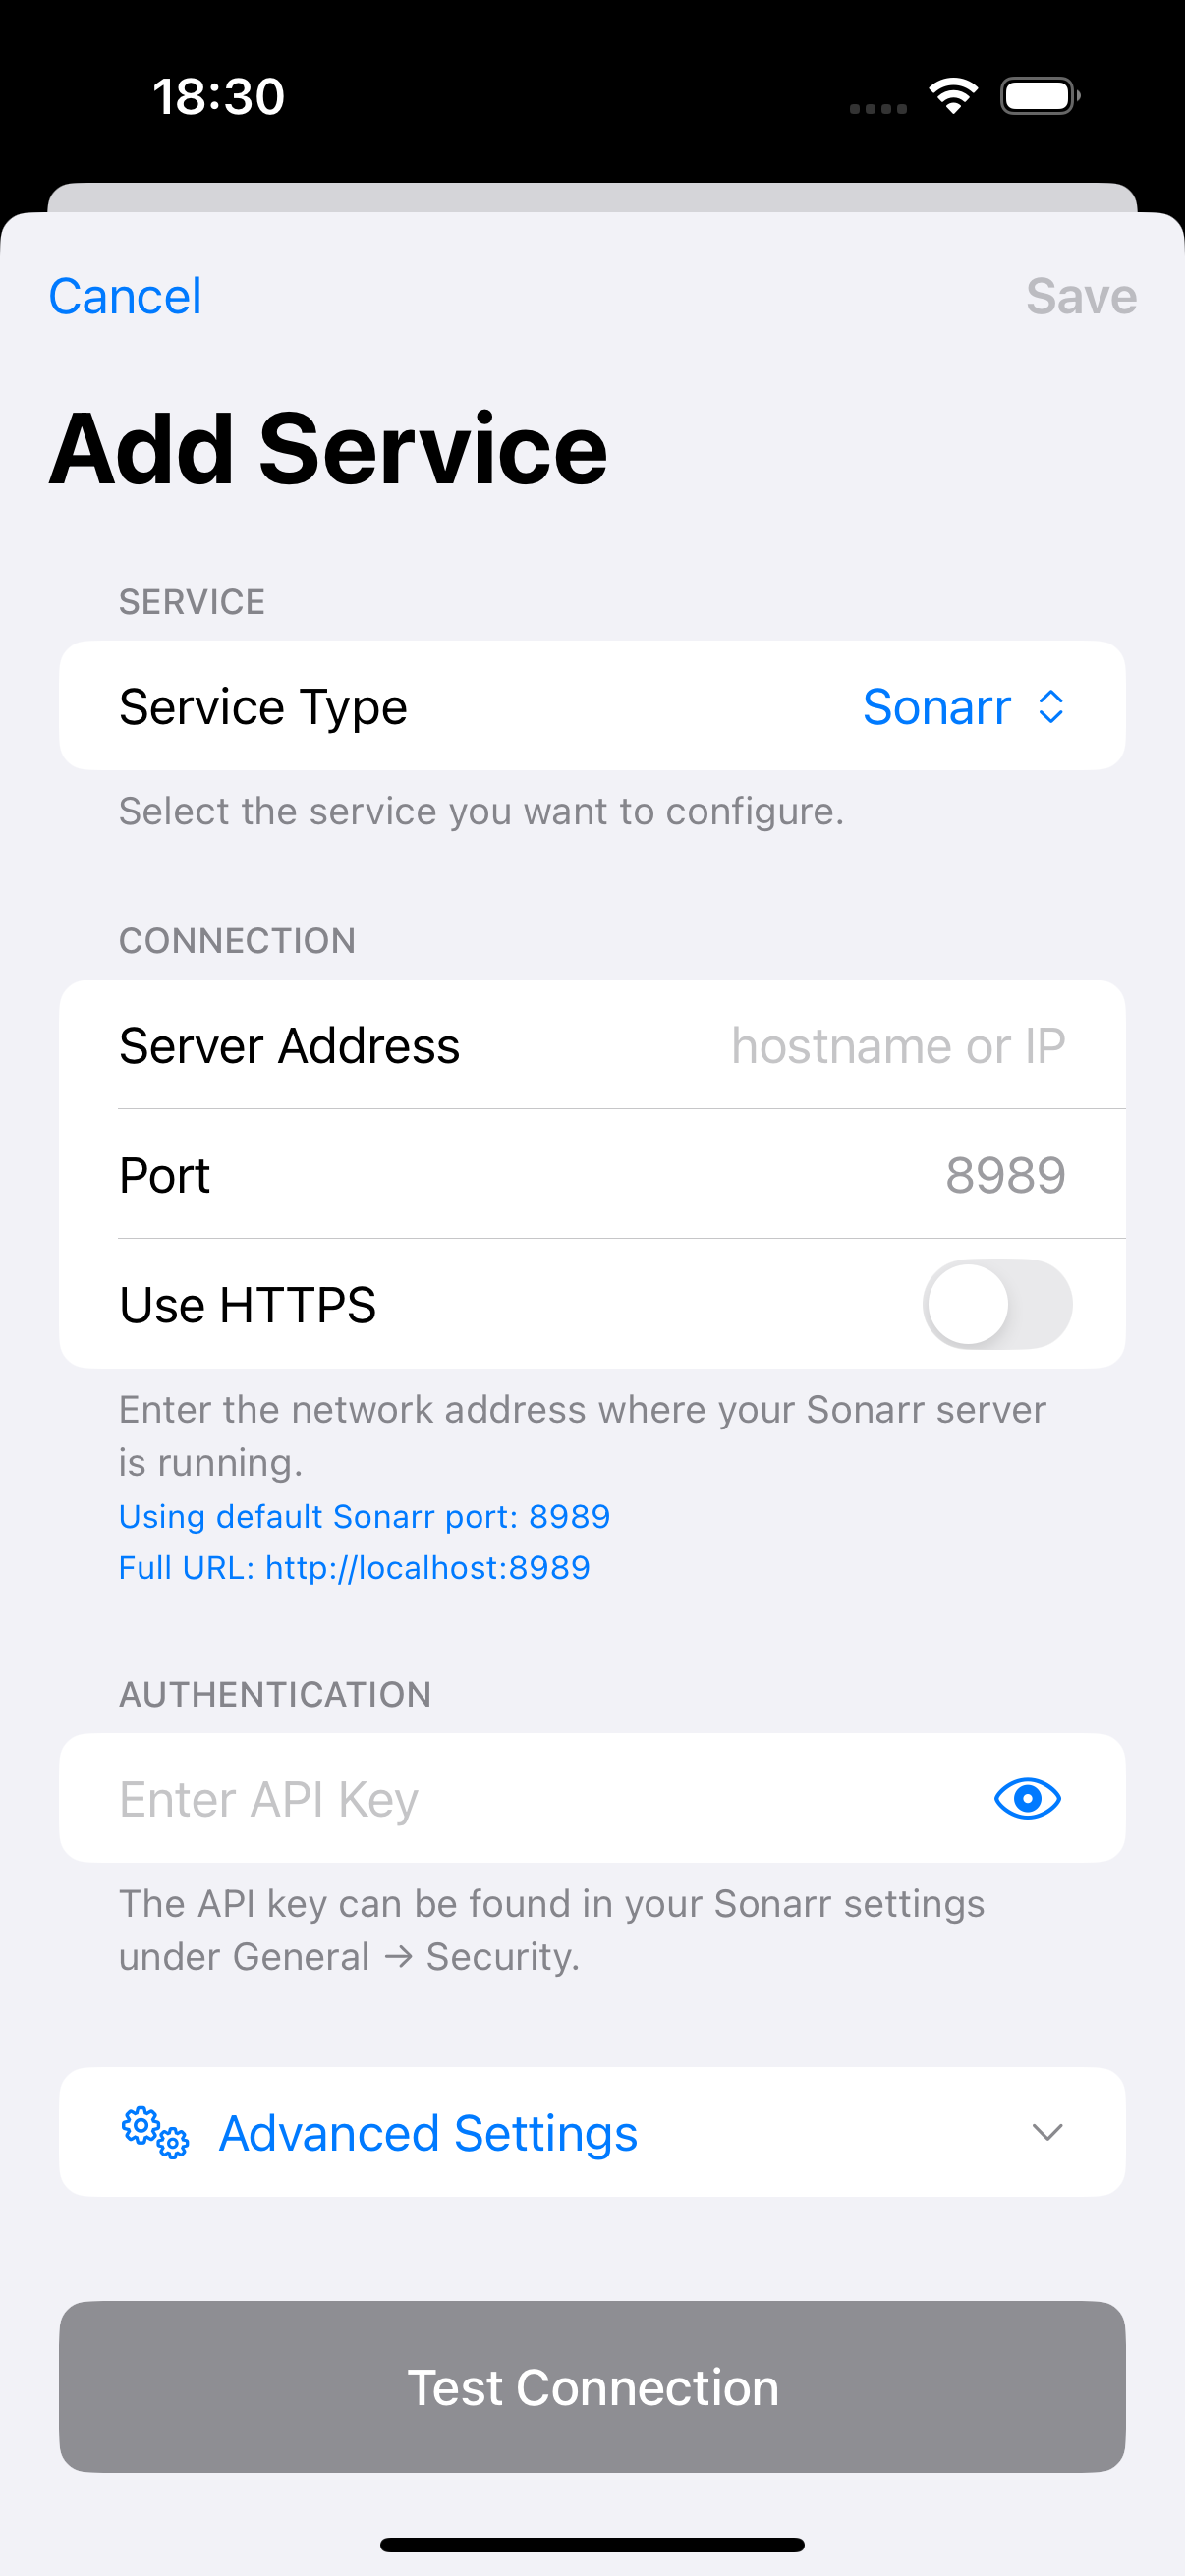 18:30
Cancel
Save
Add Service
SERVICE
Service Type
Sonarr
Select the service you want to configure.
CONNECTION
Server Address
hostname or IP
Port
8989
Use HTTPS
Enter the network address where your Sonarr server
is running.
Using default Sonarr port: 8989
Full URL: http://localhost:8989
AUTHENTICATION
Enter API Key
The API key can be found in your Sonarr settings
under General → Security.
Advanced Settings
Test Connection